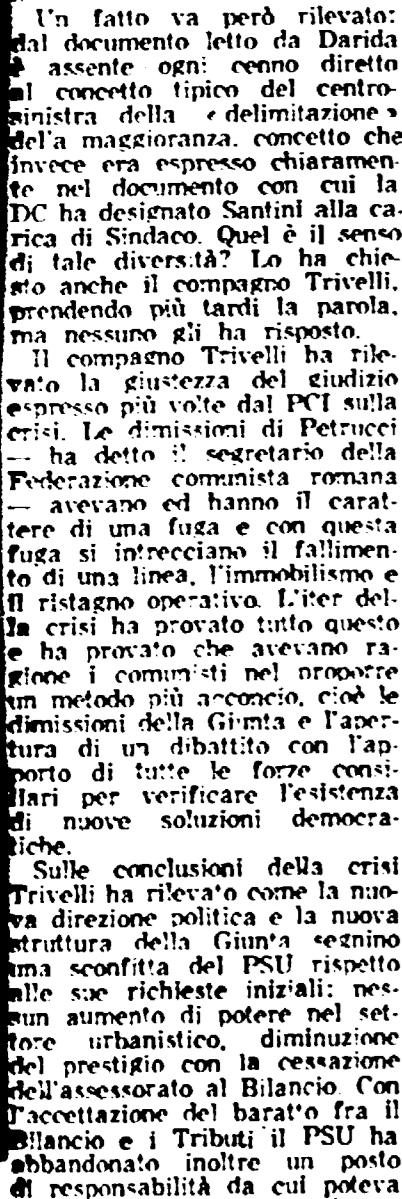 Un fatto va però rilevato:
dal documento letto da Darida
è assente ogni cenno diretto
al concetto tipico del centro-
sinistra della « delimitazione »
del'a maggioranza. concetto che
invece era espresso chiaramen-
te nel documento con cui la
DC ha designato Santini alla ca-
rica di Sindaco. Quel è il senso
di tale diversità? Lo ha chie-
sto anche il compagno Trivelli,
prendendo più tardi la parola,
ma nessuno gli ha risposto.
Il compagno Trivelli ha rile-
vato la giustezza del giudizio
espresso più volte dal PCI sulla
crisi. Le dimissioni di Petrucci
— ha detto il segretario della
Federazione comunista romana
— avevano ed hanno il carat-
tere di una fuga e con questa
fuga si intrecciano il fallimen-
to di una linea, l'immobilismo e
il ristagno operativo. L'iter del-
la crisi ha provato tutto questo
e ha provato che avevano ra-
gione i comunisti nel proporre
un metodo più acconcio, cioè le
dimissioni della Giunta e l'aper-
tura di un dibattito con l'ap-
porto di tutte le forze consi-
liari per verificare l'esistenza
di nuove soluzioni democra-
tiche.
Sulle conclusioni della crisi
Trivelli ha rilevato come la nuo-
va direzione politica e la nuova
struttura della Giunta segnino
una sconfitta del PSU rispetto
alle sue richieste iniziali: nes-
sun aumento di potere nel set-
tore urbanistico, diminuzione
del prestigio con la cessazione
dell'assessorato al Bilancio. Con
l'accettazione del baratto fra il
Bilancio e i Tributi il PSU ha
abbandonato inoltre un posto
di responsabilità da cui poteva